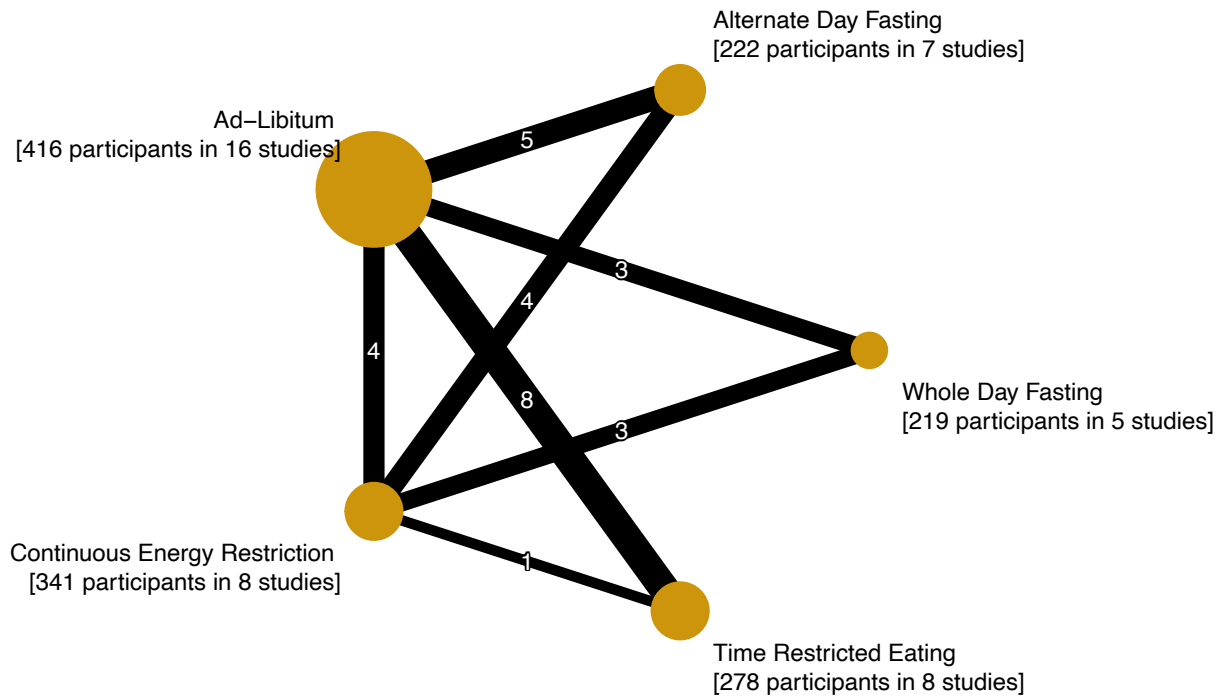 Alternate Day Fasting
[222 participants in 7 studies]
Ad−Libitum
[416 participants in 16 studies]
5
3
4
4
8
3
Whole Day Fasting
[219 participants in 5 studies]
Continuous Energy Restriction
[341 participants in 8 studies]
1
Time Restricted Eating
[278 participants in 8 studies]